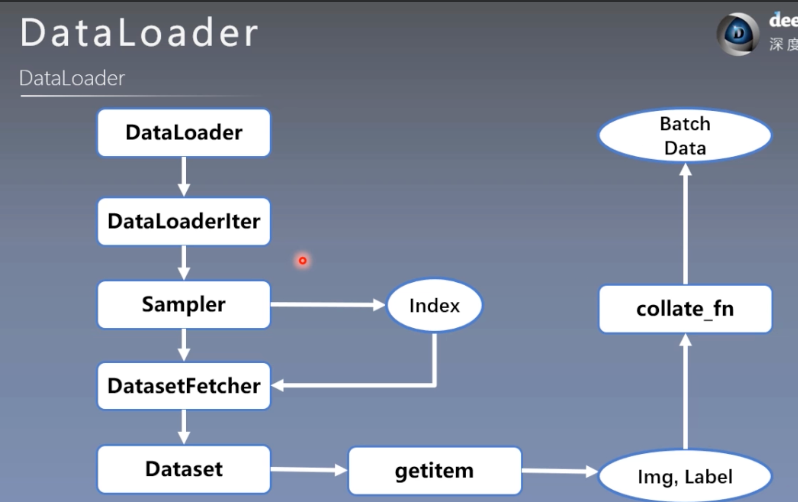 DataLoader
DataLoader
DataLoader
DataLoaderIter
Sampler
Index
DatasetFetcher
Dataset
getitem
Img, Label
collate_fn
Batch
Data
dee
深度